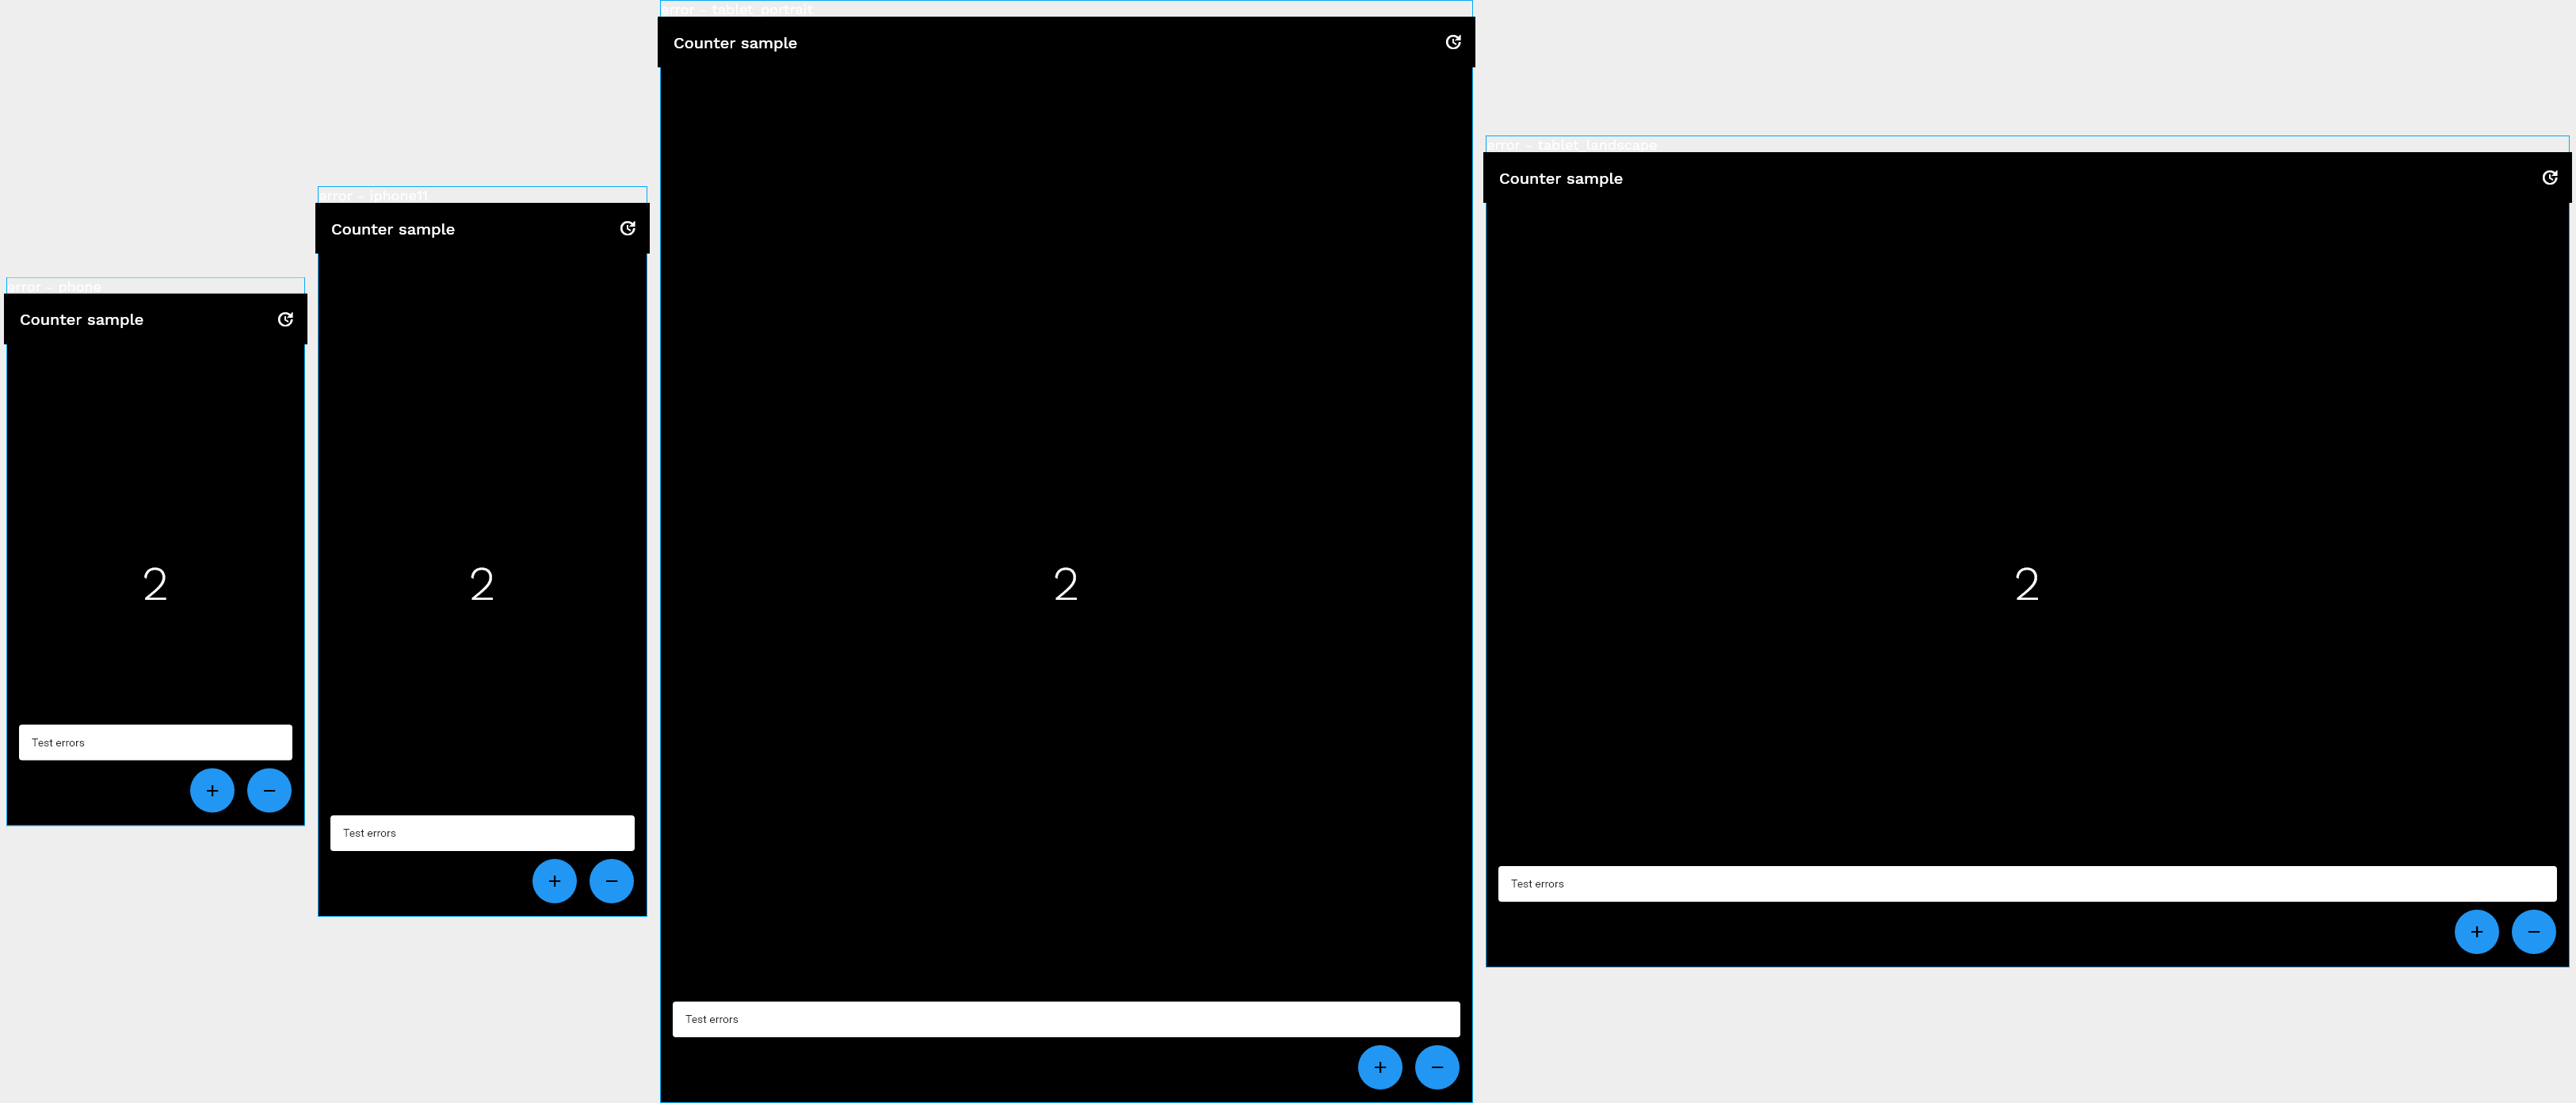 error - phone
Counter sample
2
Test errors
error - iphone11
Counter sample
2
Test errors
error - tablet_portrait
Counter sample
2
Test errors
error - tablet_landscape
Counter sample
2
Test errors